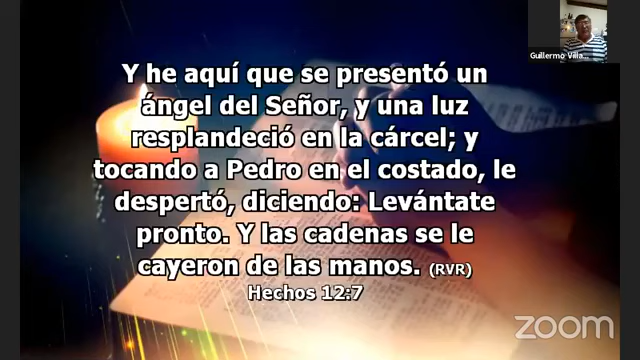 Y he aquí que se presentó un
ángel del Señor, y una luz
resplandeció en la cárcel; y
tocando a Pedro en el costado, le
despertó, diciendo: Levántate
pronto. Y las cadenas se le
cayeron de las manos. (RVR)
Hechos 12:7
Guillermo Villa...
zoom